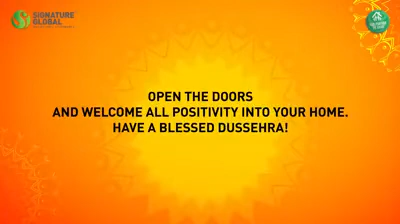 SIGNATURE
GLOBAL
OPEN THE DOORS
AND WELCOME ALL POSITIVITY INTO YOUR HOME.
HAVE A BLESSED DUSSEHRA!